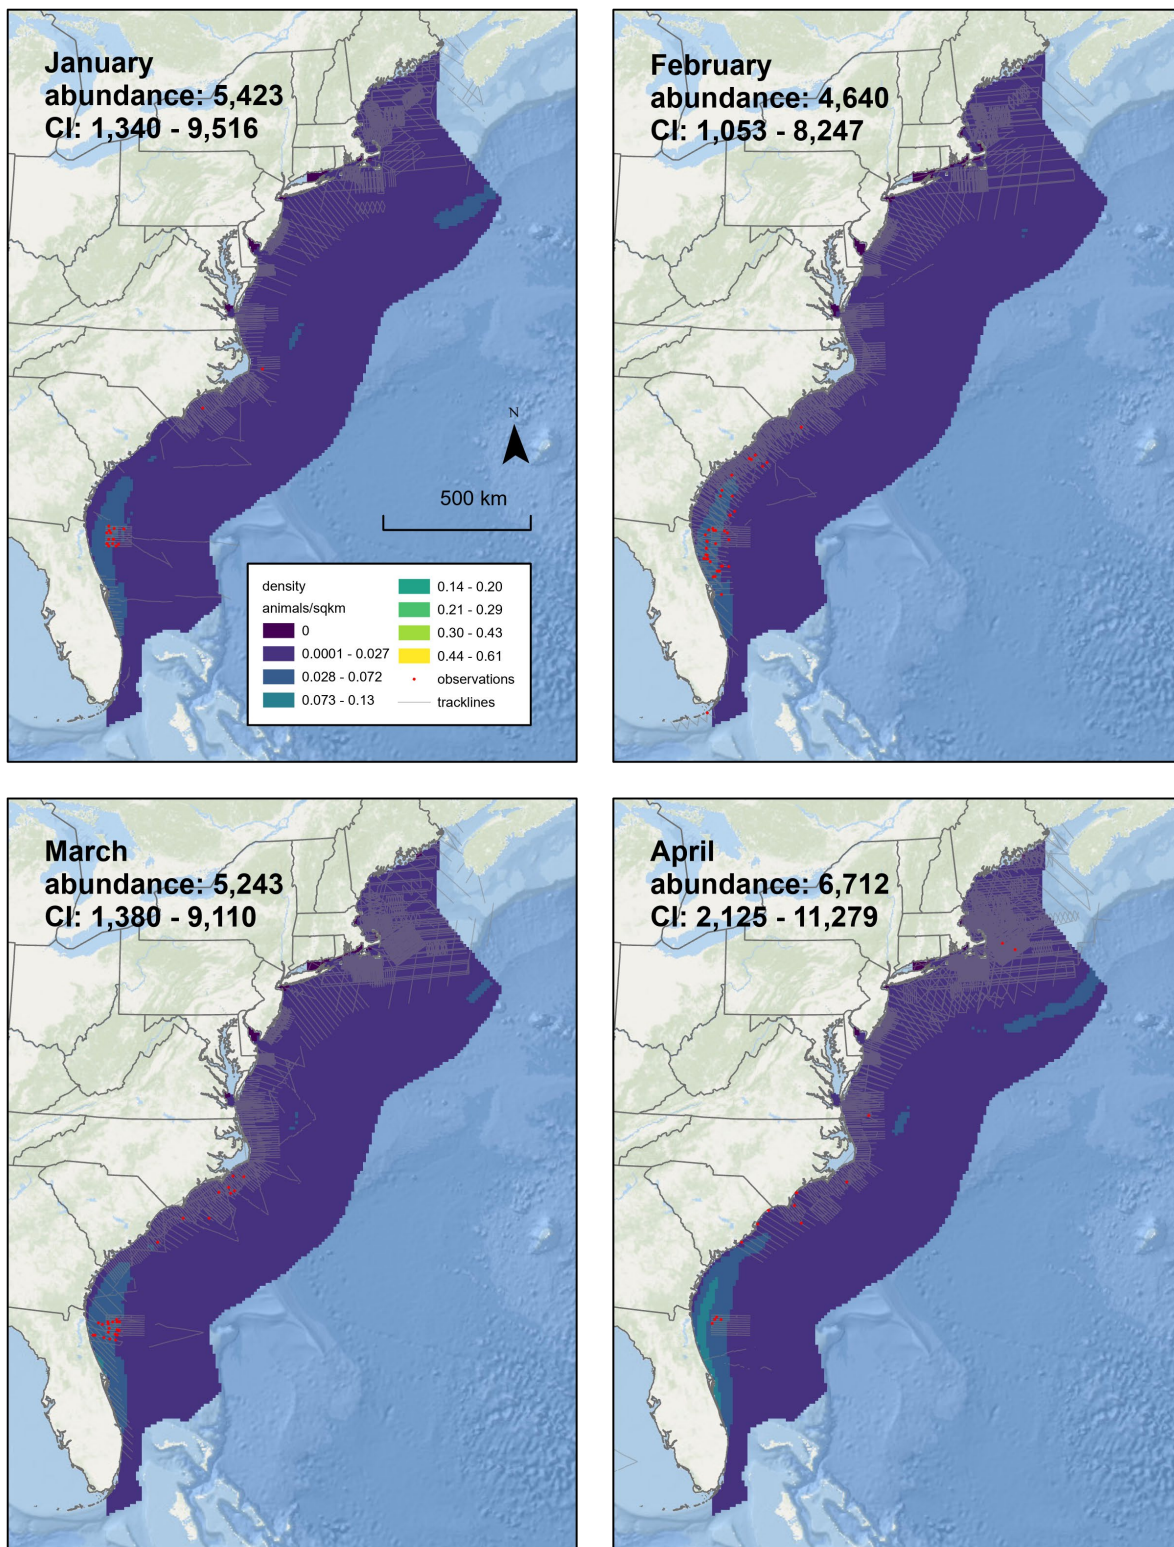 January
abundance: 5,423
CI: 1,340 - 9,516
N
500 km
density
animals/sqkm
0
0.0001 - 0.027
0.028 - 0.072
0.073 - 0.13
0.14 - 0.20
0.21 - 0.29
0.30 - 0.43
0.44 - 0.61
observations
tracklines
February
abundance: 4,640
CI: 1,053 - 8,247
March
abundance: 5,243
CI: 1,380 - 9,110
April
abundance: 6,712
CI: 2,125 - 11,279